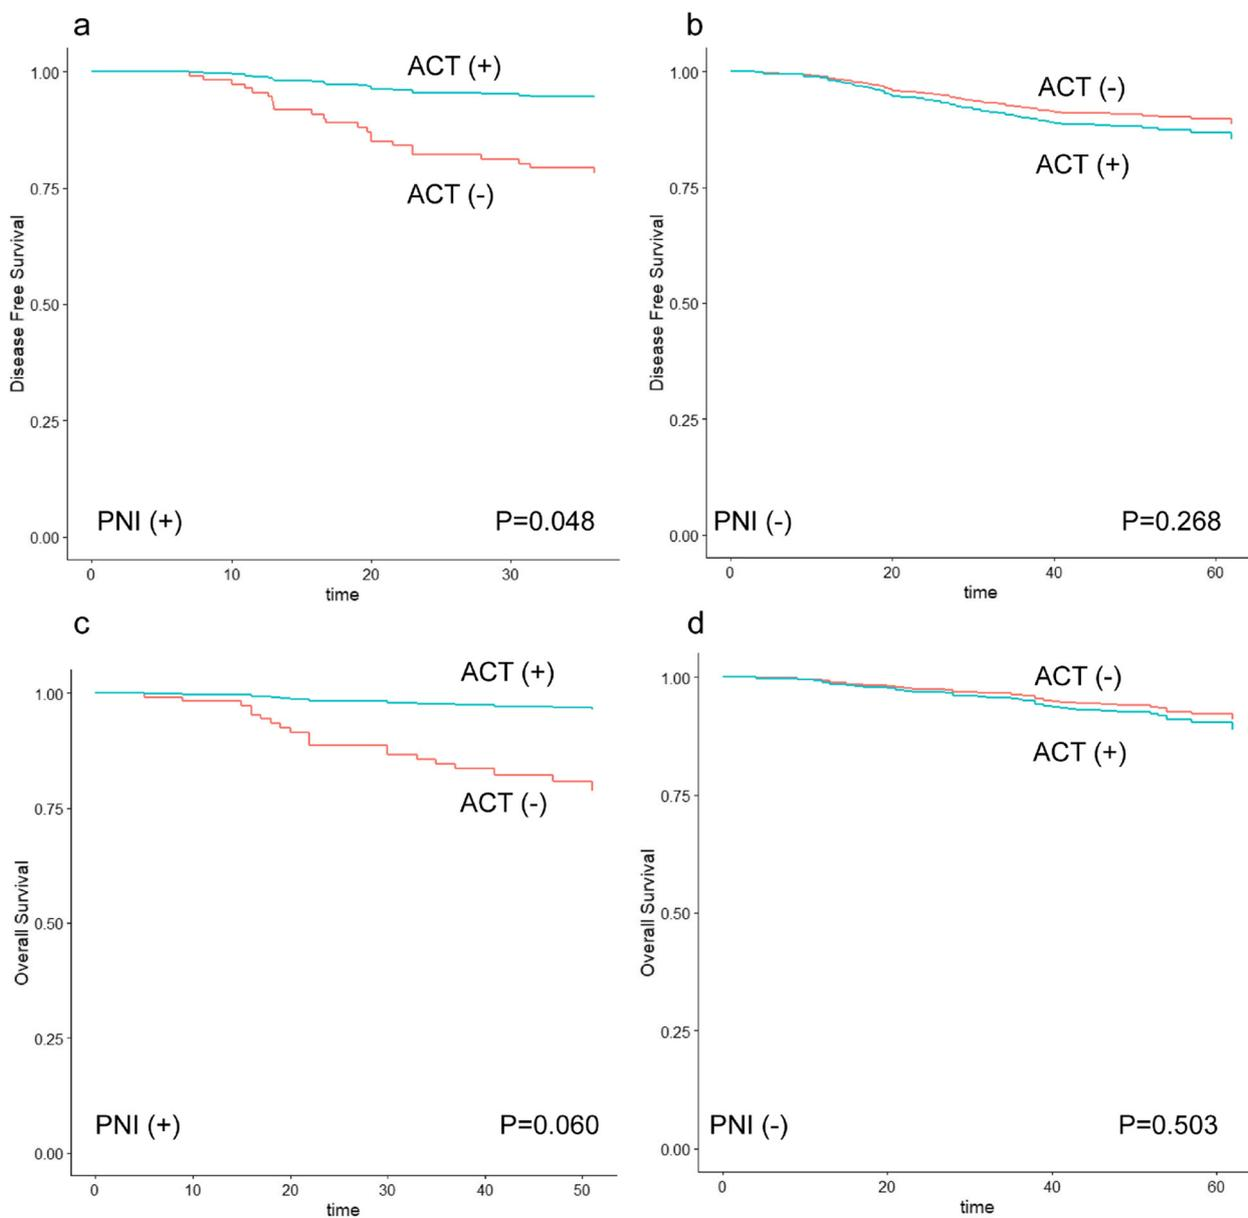 a
1.00
ACT (+)
0.75
ACT (-)
0.50
0.25
0.00
Disease Free Survival
PNI (+)
P=0.048
0 10 20 30
time
b
1.00
ACT (-)
ACT (+)
0.75
0.50
0.25
0.00
Disease Free Survival
PNI (-)
P=0.268
0 20 40 60
time
c
ACT (+)
1.00
0.75
ACT (-)
0.50
0.25
0.00
Overall Survival
PNI (+)
P=0.060
0 10 20 30 40 50
time
d
1.00
ACT (-)
ACT (+)
0.75
0.50
0.25
0.00
Overall Survival
PNI (-)
P=0.503
0 20 40 60
time